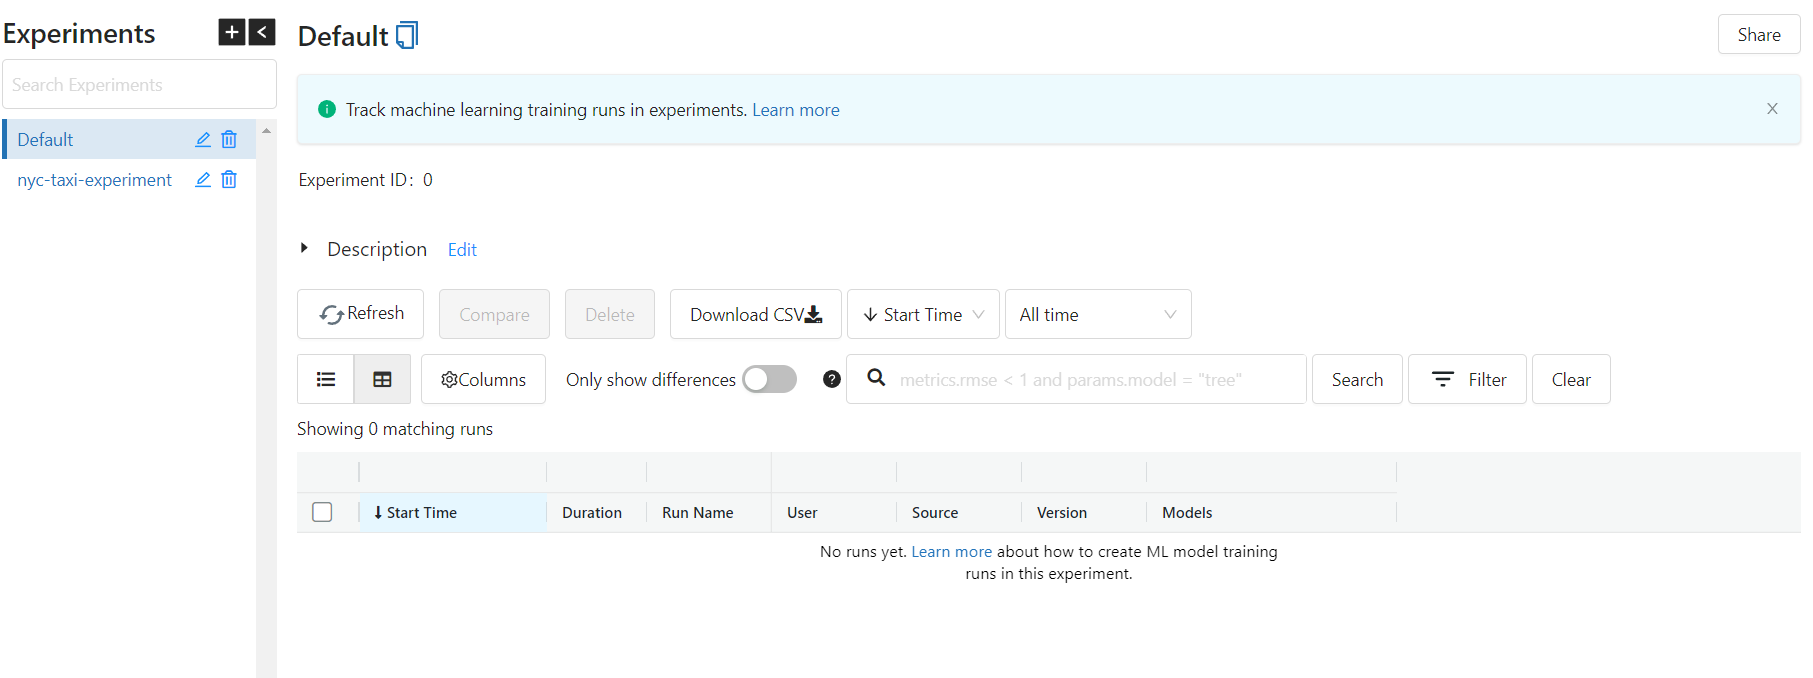 Experiments
Default
Share
Search Experiments
Track machine learning training runs in experiments. Learn more
Default
nyc-taxi-experiment
Experiment ID: 0
Description Edit
Refresh Compare Delete Download CSV Start Time All time
Columns Only show differences metrics.rmse < 1 and params.model = "tree" Search Filter Clear
Showing 0 matching runs
Start Time Duration Run Name User Source Version Models
No runs yet. Learn more about how to create ML model training
runs in this experiment.